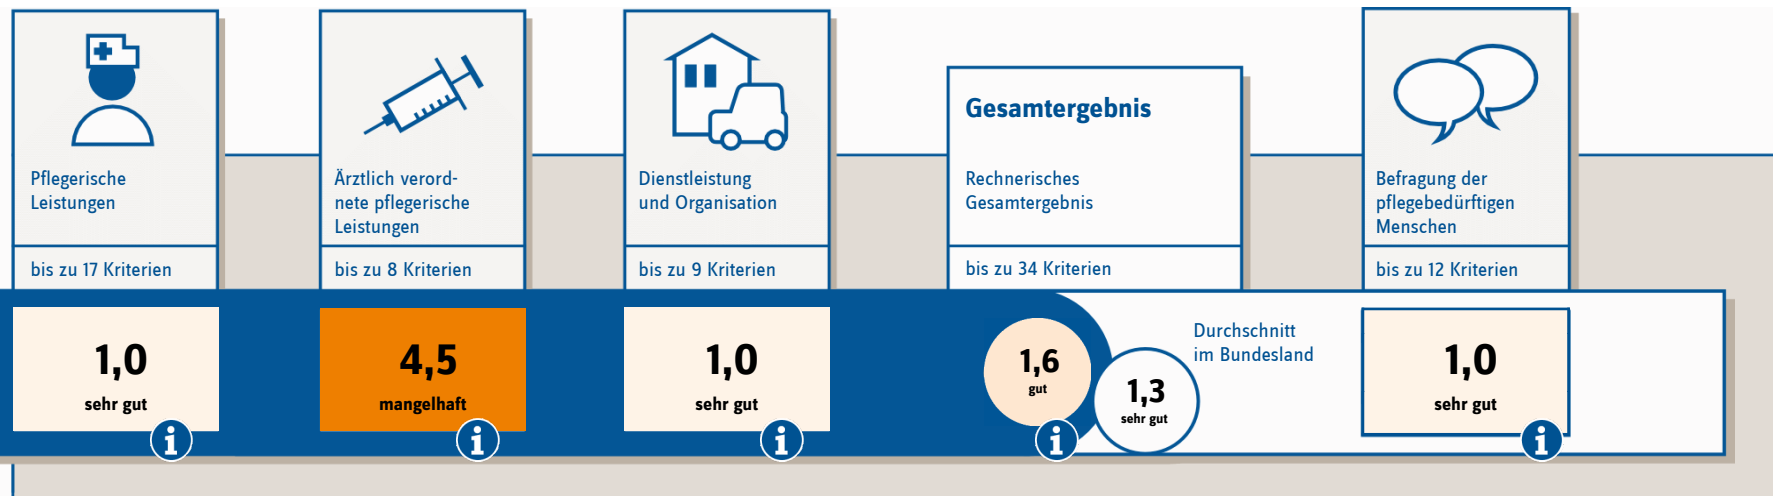 Pflegerische
Leistungen
bis zu 17 Kriterien
1,0
sehr gut
i
Ärztlich verord-
nete pflegerische
Leistungen
bis zu 8 Kriterien
4,5
mangelhaft
i
Dienstleistung
und Organisation
bis zu 9 Kriterien
1,0
sehr gut
i
Gesamtergebnis
Rechnerisches
Gesamtergebnis
bis zu 34 Kriterien
1,6
gut
i
1,3
sehr gut
Durchschnitt
im Bundesland
Befragung der
pflegebedürftigen
Menschen
bis zu 12 Kriterien
1,0
sehr gut
i